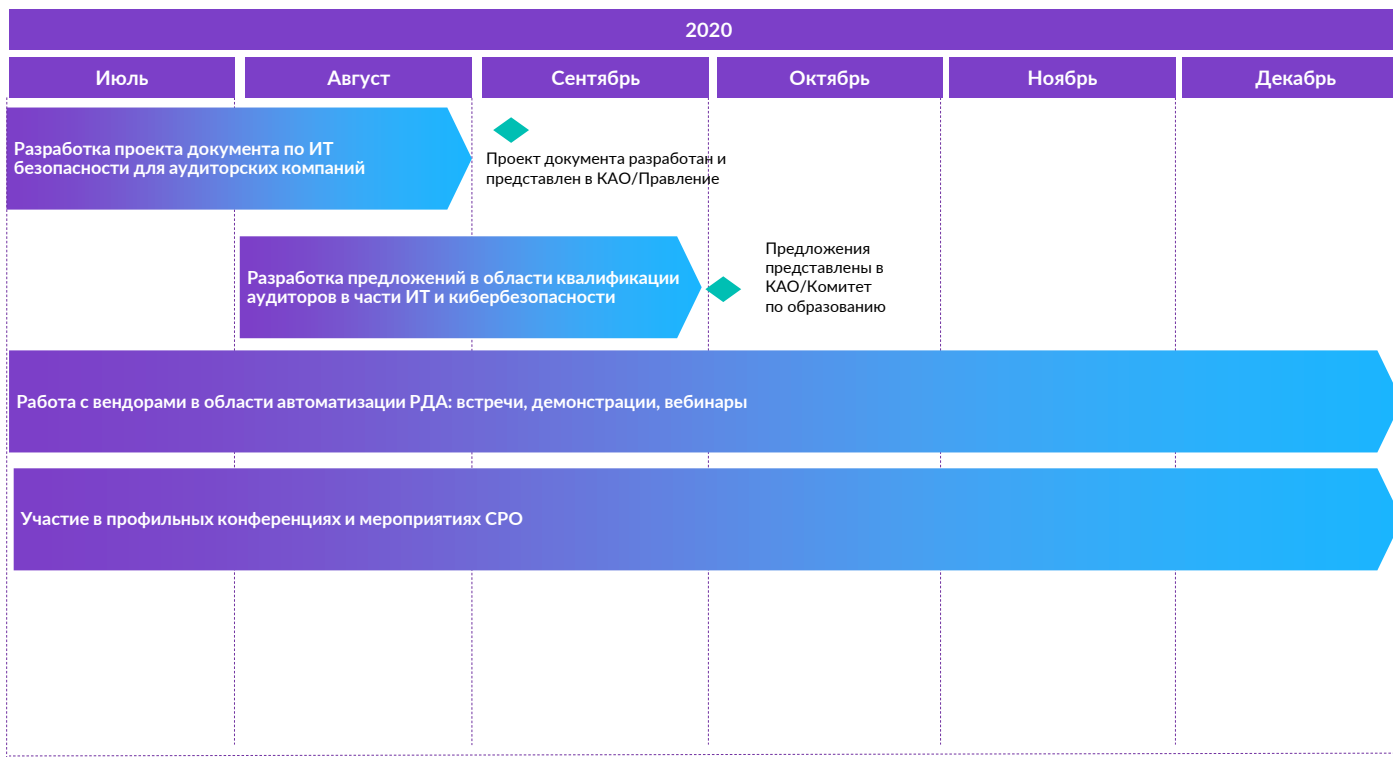 2020
Июль
Август
Сентябрь
Октябрь
Ноябрь
Декабрь
Разработка проекта документа по ИТ
безопасности для аудиторских компаний
Проект документа разработан и
представлен в КАО/Правление
Разработка предложений в области квалификации
аудиторов в части ИТ и кибербезопасности
Предложения
представлены в
КАО/Комитет
по образованию
Работа с вендорами в области автоматизации РДА: встречи, демонстрации, вебинары
Участие в профильных конференциях и мероприятиях СРО